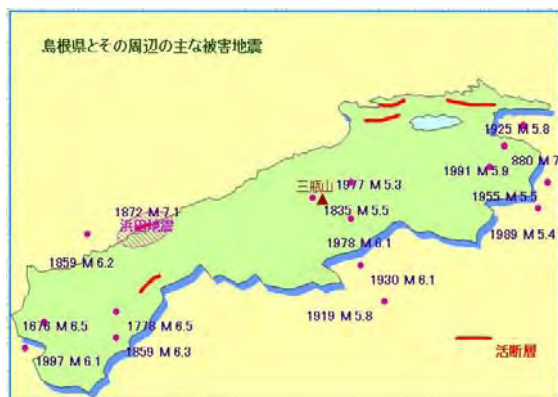 島根県とその周辺の主な被害地震
1925 M 5.8
880 M 7
1991 M 5.9
三瓶山
1977 M 5.3
1955 M 5.5
1835 M 5.5
1872 M 7.1
浜田地震
1989 M 5.4
1978 M 6.1
1859 M 6.2
1930 M 6.1
1919 M 5.8
1676 M 6.5
1778 M 6.5
1997 M 6.1
1859 M 6.3
活断層